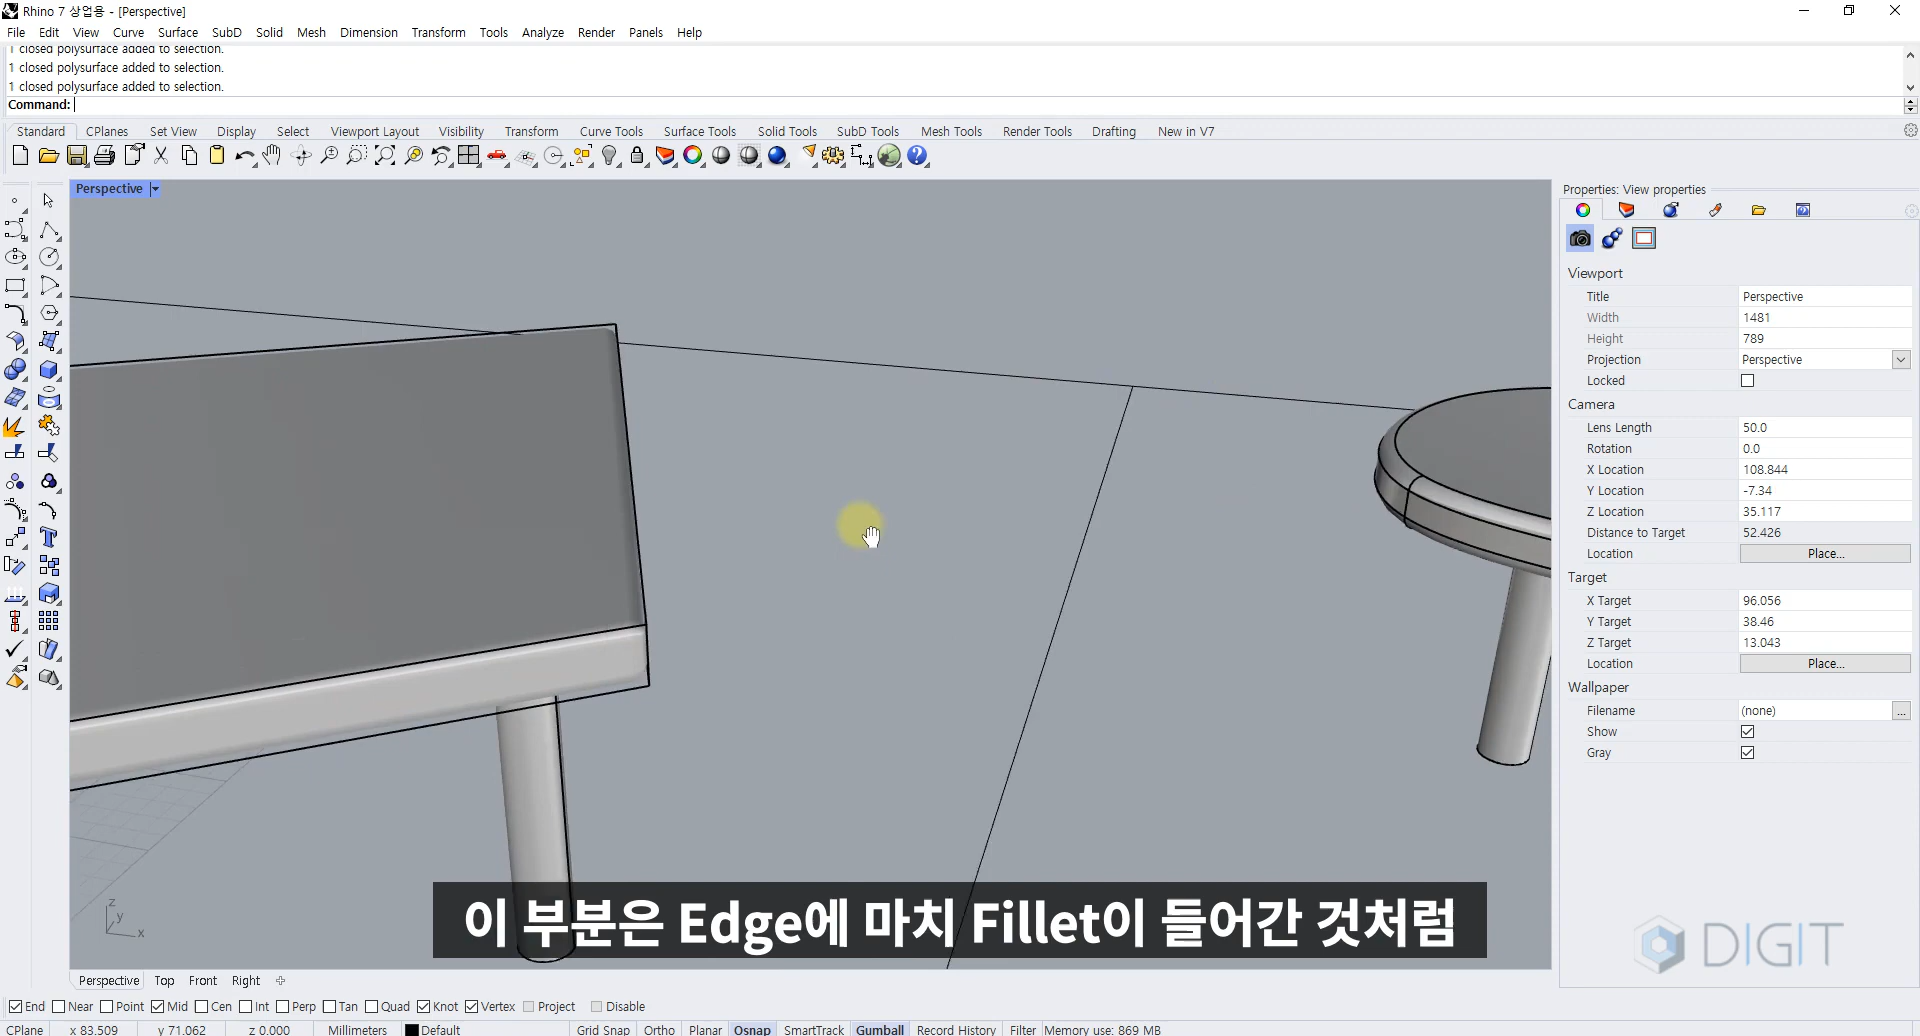 Rhino 7 상업용 - [Perspective]
File Edit View Curve Surface SubD Solid Mesh Dimension Transform Tools Analyze Render Panels Help
1 closed polysurface added to selection.
1 closed polysurface added to selection.
1 closed polysurface added to selection.
Command:
Standard CPlanes Set View Display Select Viewport Layout Visibility Transform Curve Tools Surface Tools Solid Tools SubD Tools Mesh Tools Render Tools Drafting New in V7
Perspective
Properties: View properties
Viewport
Title Perspective
Width 1481
Height 789
Projection Perspective
Locked
Camera
Lens Length 50.0
Rotation 0.0
X Location 108.844
Y Location -7.34
Z Location 35.117
Distance to Target 52.426
Location Place...
Target
X Target 96.056
Y Target 38.46
Z Target 13.043
Location Place...
Wallpaper
Filename (none) ...
Show
Gray
z
y
x
이 부분은 Edge에 마치 Fillet이 들어간 것처럼
DIGIT
Perspective Top Front Right
End Near Point Mid Cen Int Perp Tan Quad Knot Vertex Project Disable
CPlane x 83.509 y 71.062 z 0.000 Millimeters Default Grid Snap Ortho Planar Osnap SmartTrack Gumball Record History Filter Memory use: 869 MB